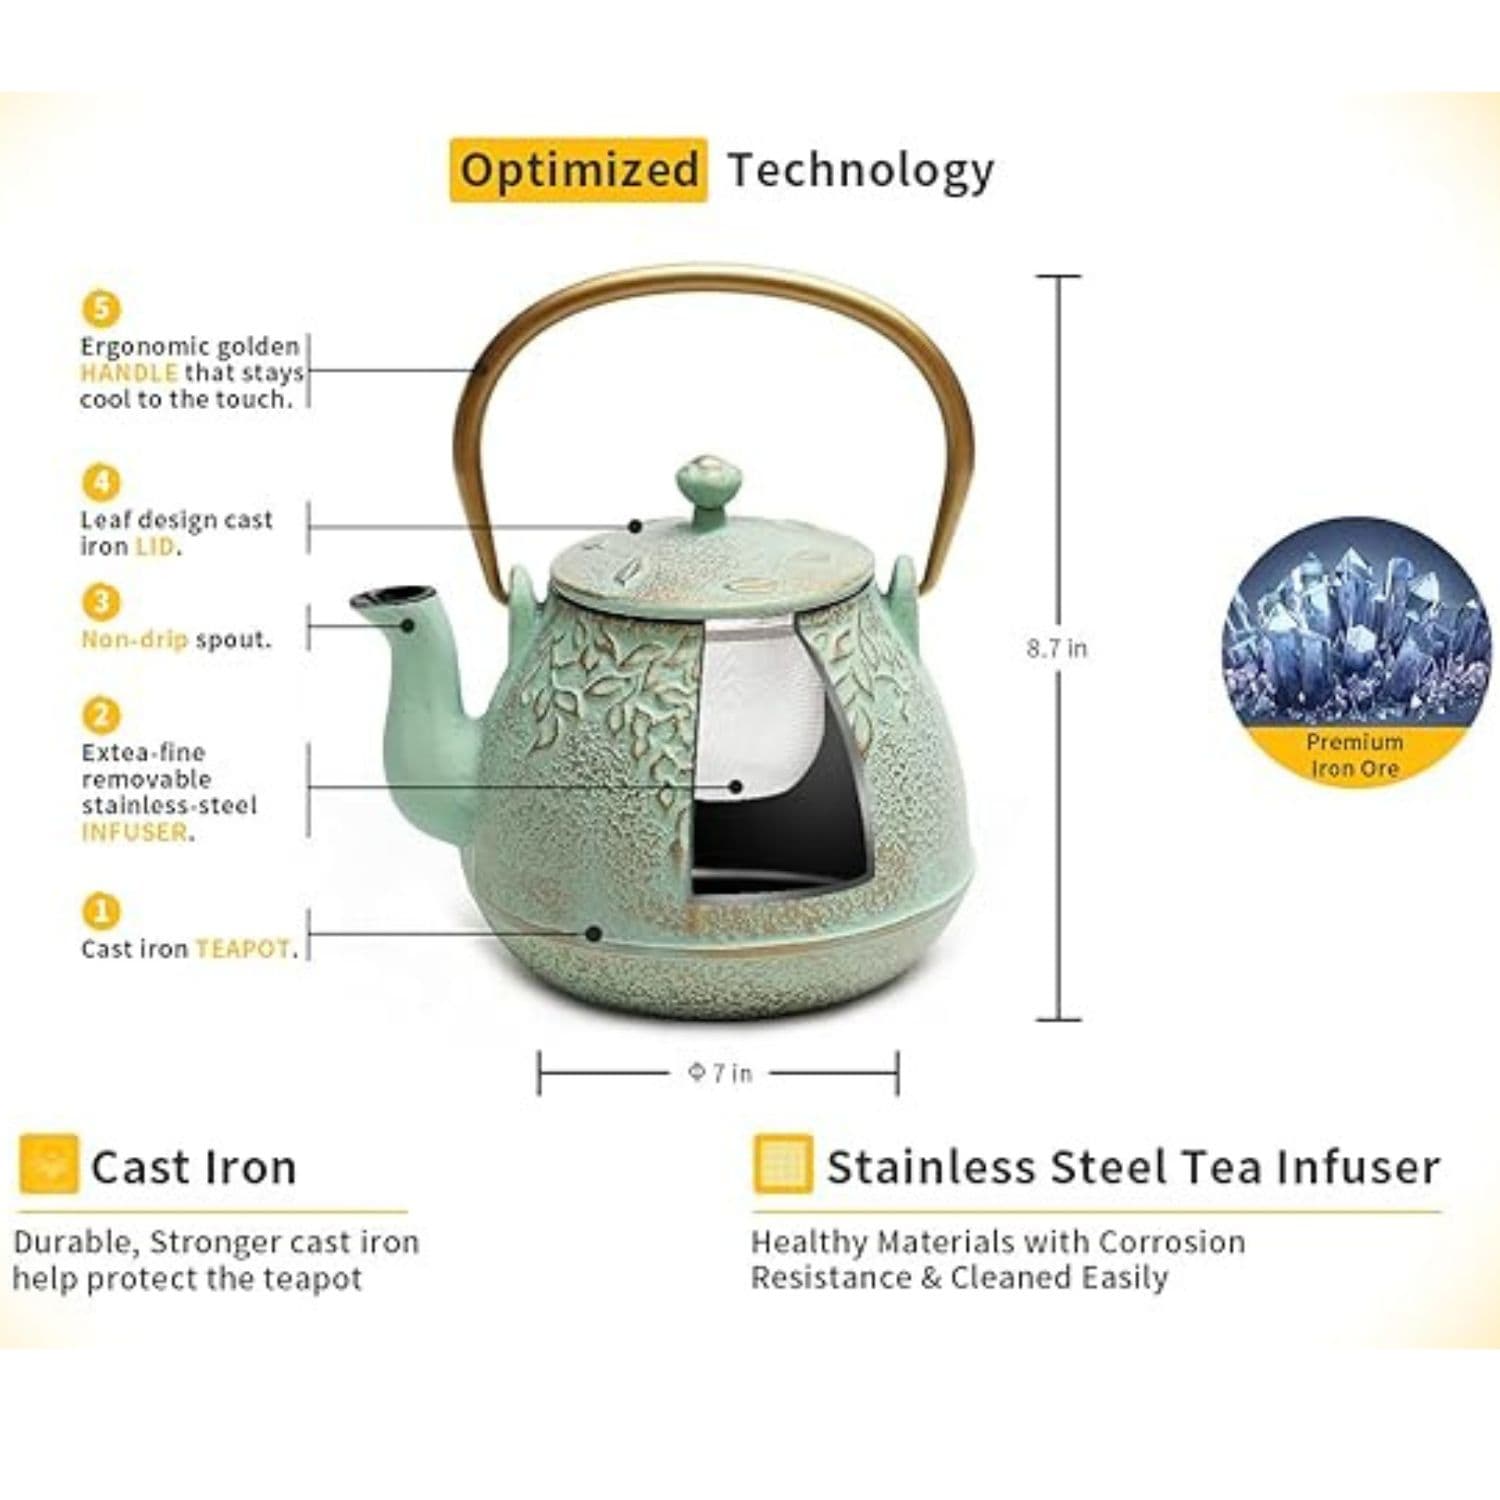 Optimized Technology
5
Ergonomic golden
HANDLE that stays
cool to the touch.
4
Leaf design cast
iron LID.
3
Non-drip spout.
2
Extea-fine
removable
stainless-steel
INFUSER.
1
Cast iron TEAPOT.
8.7 in
Φ 7 in
Premium
Iron Ore
Cast Iron
Durable, Stronger cast iron
help protect the teapot
Stainless Steel Tea Infuser
Healthy Materials with Corrosion
Resistance & Cleaned Easily